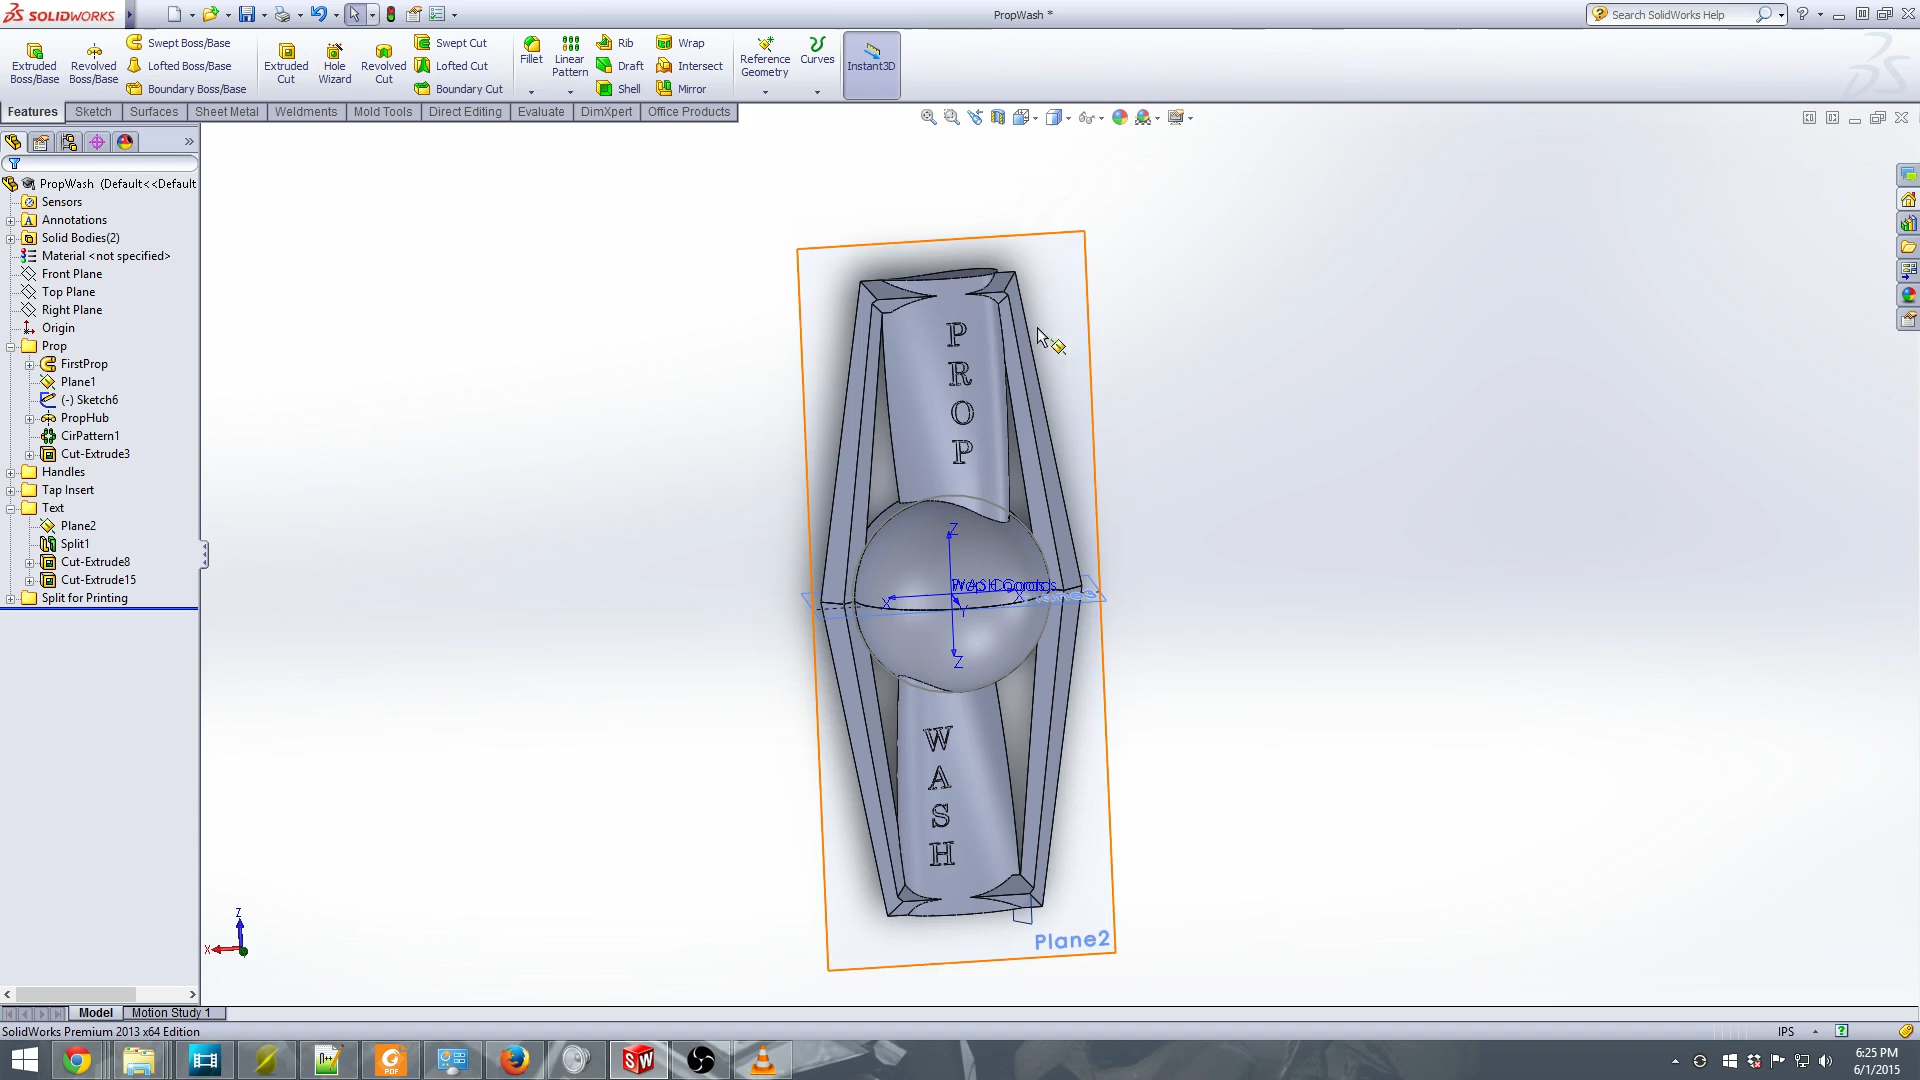 SOLIDWORKS
PropWash *
Search SolidWorks Help
Extruded Boss/Base
Revolved Boss/Base
Swept Boss/Base
Lofted Boss/Base
Boundary Boss/Base
Extruded Cut
Hole Wizard
Revolved Cut
Swept Cut
Lofted Cut
Boundary Cut
Fillet
Linear Pattern
Rib
Draft
Shell
Wrap
Intersect
Mirror
Reference Geometry
Curves
Instant3D
Features
Sketch
Surfaces
Sheet Metal
Weldments
Mold Tools
Direct Editing
Evaluate
DimXpert
Office Products
PropWash (Default<<Default
Sensors
Annotations
Solid Bodies(2)
Material <not specified>
Front Plane
Top Plane
Right Plane
Origin
Prop
FirstProp
Plane1
(-) Sketch6
PropHub
CirPattern1
Cut-Extrude3
Handles
Tap Insert
Text
Plane2
Split1
Cut-Extrude8
Cut-Extrude15
Split for Printing
P
R
O
P
Z
X
X
Y
Z
W
A
S
H
Plane2
Z
X
Model
Motion Study 1
SolidWorks Premium 2013 x64 Edition
IPS
6:25 PM
6/1/2015